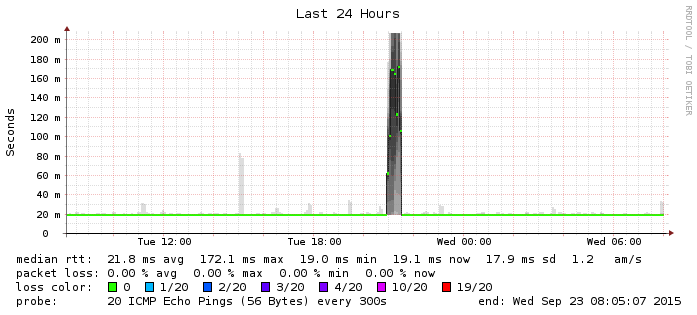 Last 24 Hours
RRDTOOL / TOBI OETIKER
Seconds
200 m
180 m
160 m
140 m
120 m
100 m
80 m
60 m
40 m
20 m
0
Tue 12:00 Tue 18:00 Wed 00:00 Wed 06:00
median rtt: 21.8 ms avg 172.1 ms max 19.0 ms min 19.1 ms now 17.9 ms sd 1.2 am/s
packet loss: 0.00 % avg 0.00 % max 0.00 % min 0.00 % now
loss color: 0 1/20 2/20 3/20 4/20 10/20 19/20
probe: 20 ICMP Echo Pings (56 Bytes) every 300s end: Wed Sep 23 08:05:07 2015